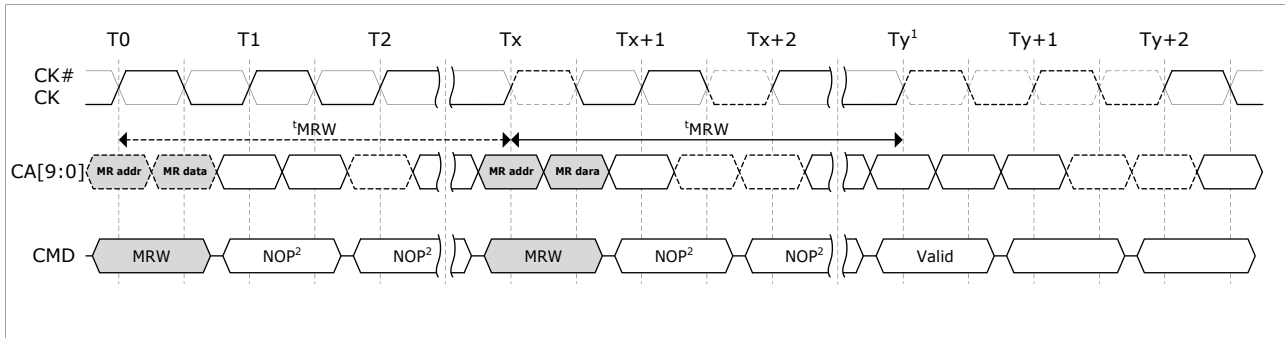 T0 T1 T2 Tx Tx+1 Tx+2 Ty¹ Ty+1 Ty+2
CK#
CK
ᵗMRW ᵗMRW
CA[9:0] MR addr MR data MR addr MR dara
CMD MRW NOP² NOP² MRW NOP² NOP² Valid